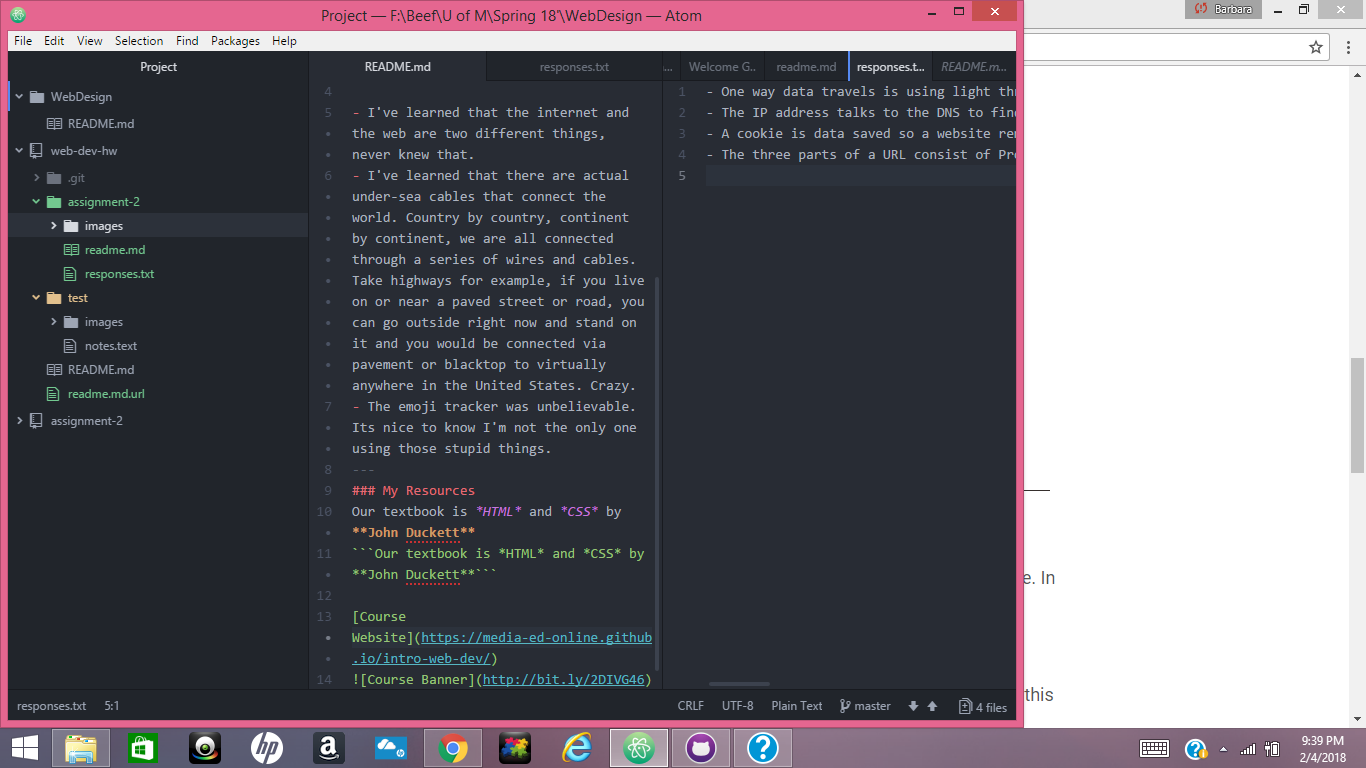 Project — F:\Beef\U of M\Spring 18'\WebDesign — Atom
Barbara
File Edit View Selection Find Packages Help
Project
README.md
responses.txt
...
Welcome G..
readme.md
responses.t...
README.m...
WebDesign
README.md
web-dev-hw
.git
assignment-2
images
readme.md
responses.txt
test
images
notes.text
README.md
readme.md.url
assignment-2
4
5 - I've learned that the internet and
the web are two different things,
never knew that.
6 - I've learned that there are actual
under-sea cables that connect the
world. Country by country, continent
by continent, we are all connected
through a series of wires and cables.
Take highways for example, if you live
on or near a paved street or road, you
can go outside right now and stand on
it and you would be connected via
pavement or blacktop to virtually
anywhere in the United States. Crazy.
7 - The emoji tracker was unbelievable.
Its nice to know I'm not the only one
using those stupid things.
8 ---
9 ### My Resources
10 Our textbook is *HTML* and *CSS* by
**John Duckett**
11 ```Our textbook is *HTML* and *CSS* by
**John Duckett**```
12
13 [Course
Website](https://media-ed-online.github
.io/intro-web-dev/)
14 ![Course Banner](http://bit.ly/2DIVG46)
1 - One way data travels is using light thr
2 - The IP address talks to the DNS to find
3 - A cookie is data saved so a website rem
4 - The three parts of a URL consist of Pro
5
e. In
this
responses.txt 5:1
CRLF UTF-8 Plain Text master 4 files
hp
a
9:39 PM
2/4/2018